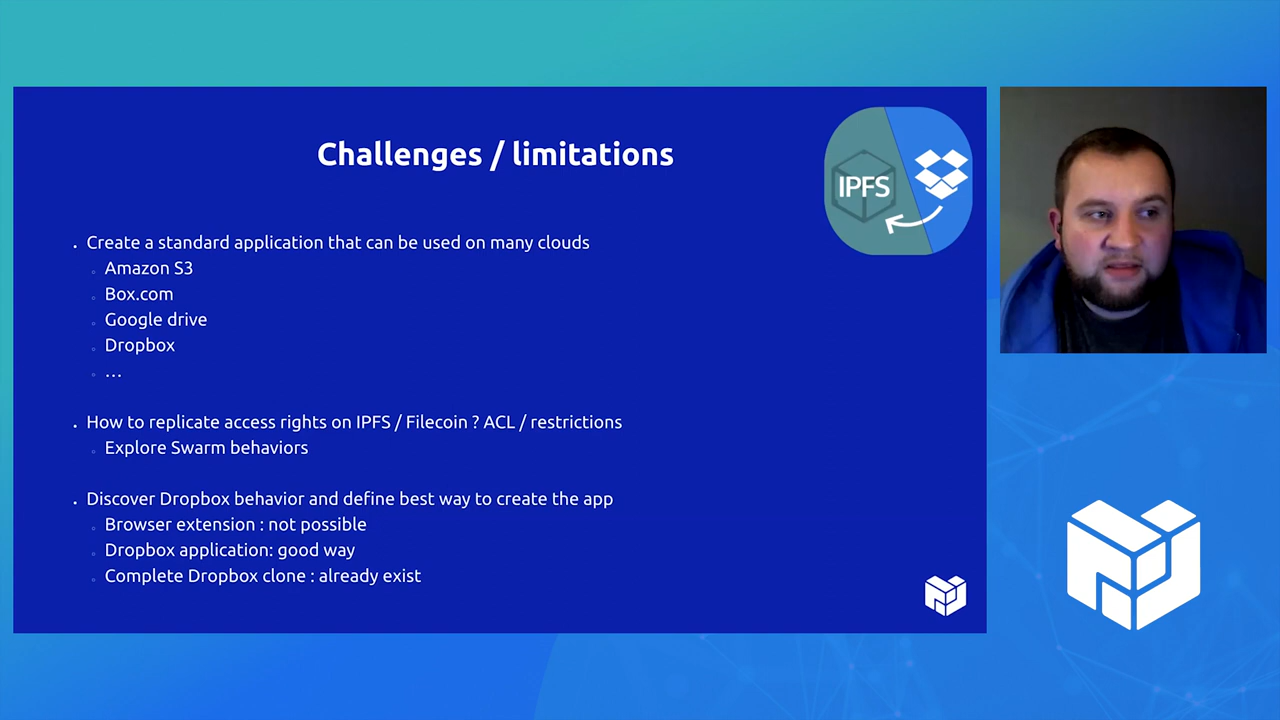 Challenges / limitations
IPFS
. Create a standard application that can be used on many clouds
Amazon S3
Box.com
Google drive
Dropbox
...
. How to replicate access rights on IPFS / Filecoin ? ACL / restrictions
Explore Swarm behaviors
. Discover Dropbox behavior and define best way to create the app
Browser extension : not possible
Dropbox application: good way
Complete Dropbox clone : already exist